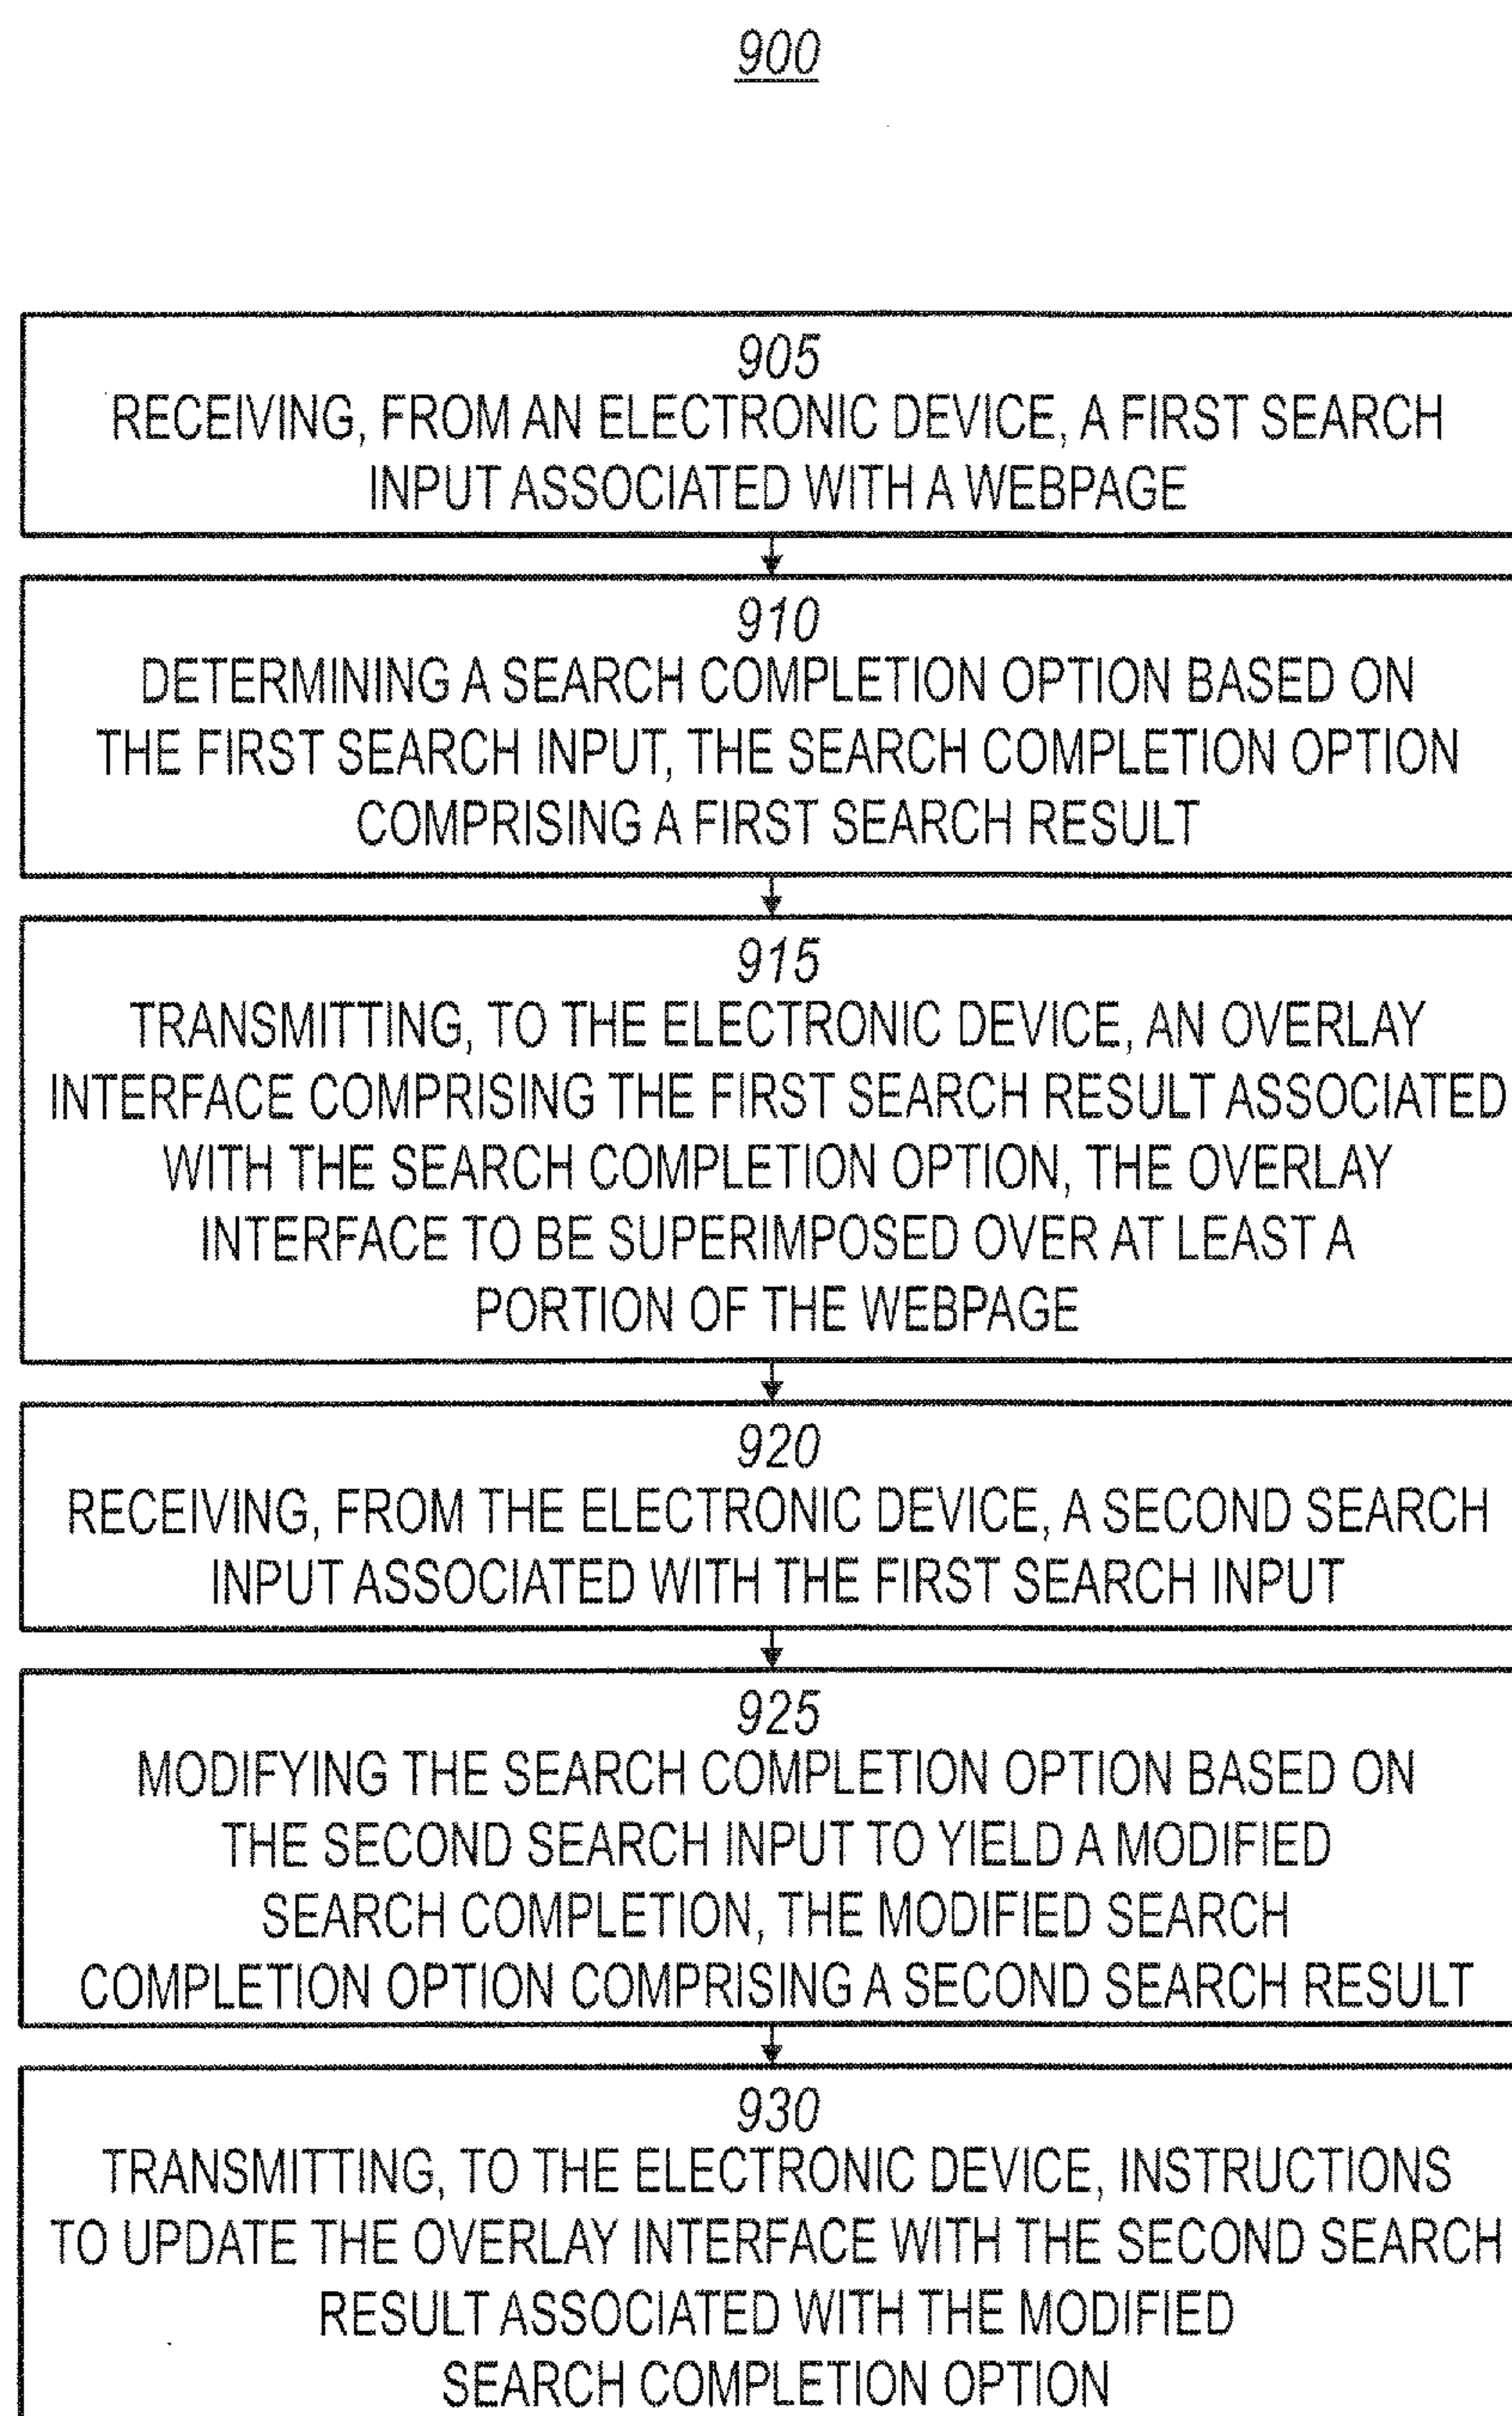 900
905
RECEIVING, FROM AN ELECTRONIC DEVICE, A FIRST SEARCH
INPUT ASSOCIATED WITH A WEBPAGE
910
DETERMINING A SEARCH COMPLETION OPTION BASED ON
THE FIRST SEARCH INPUT, THE SEARCH COMPLETION OPTION
COMPRISING A FIRST SEARCH RESULT
915
TRANSMITTING, TO THE ELECTRONIC DEVICE, AN OVERLAY
INTERFACE COMPRISING THE FIRST SEARCH RESULT ASSOCIATED
WITH THE SEARCH COMPLETION OPTION, THE OVERLAY
INTERFACE TO BE SUPERIMPOSED OVER AT LEAST A
PORTION OF THE WEBPAGE
920
RECEIVING, FROM THE ELECTRONIC DEVICE, A SECOND SEARCH
INPUT ASSOCIATED WITH THE FIRST SEARCH INPUT
925
MODIFYING THE SEARCH COMPLETION OPTION BASED ON
THE SECOND SEARCH INPUT TO YIELD A MODIFIED
SEARCH COMPLETION, THE MODIFIED SEARCH
COMPLETION OPTION COMPRISING A SECOND SEARCH RESULT
930
TRANSMITTING, TO THE ELECTRONIC DEVICE, INSTRUCTIONS
TO UPDATE THE OVERLAY INTERFACE WITH THE SECOND SEARCH
RESULT ASSOCIATED WITH THE MODIFIED
SEARCH COMPLETION OPTION